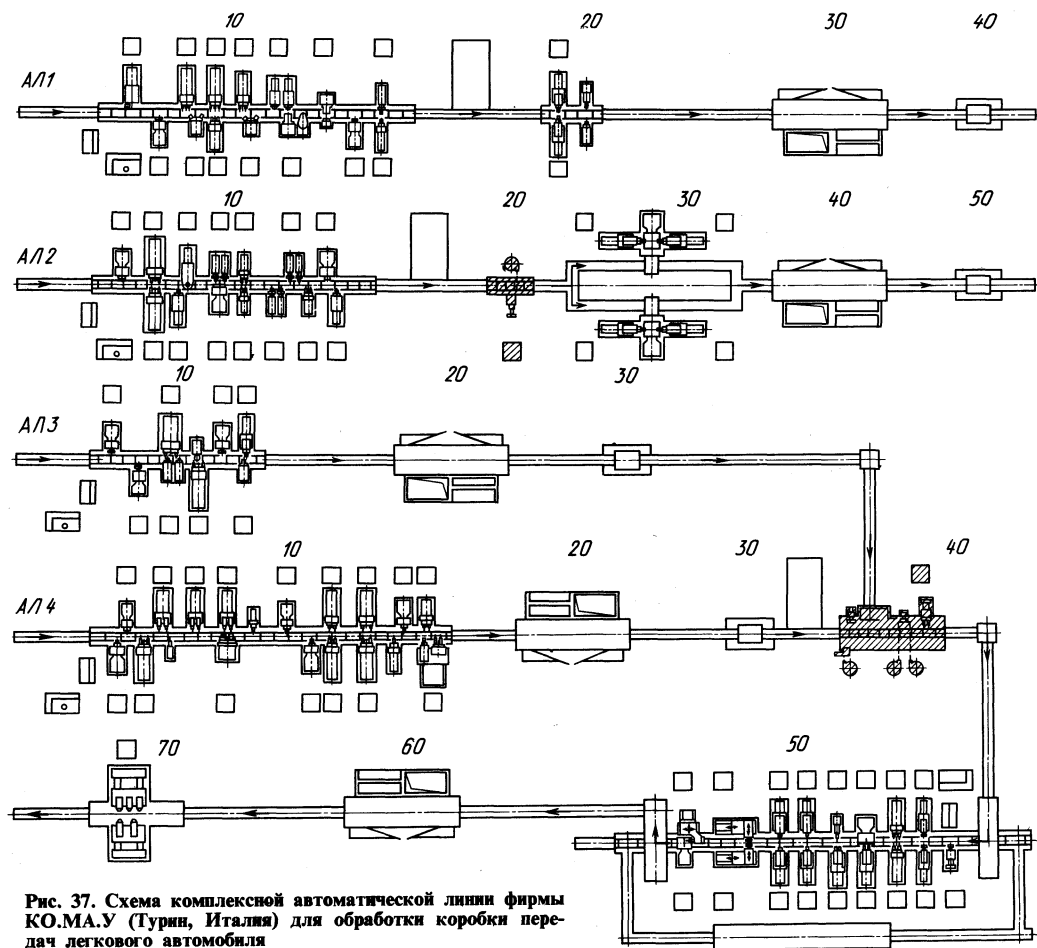 10 20 30 40
АЛ1
10 20 30 40 50
АЛ2
10 20 30
АЛ3
10 20 30 40
АЛ4
70 60 50
Рис. 37. Схема комплексной автоматической линии фирмы
КО.МА.У (Турин, Италия) для обработки коробки пере-
дач легкового автомобиля